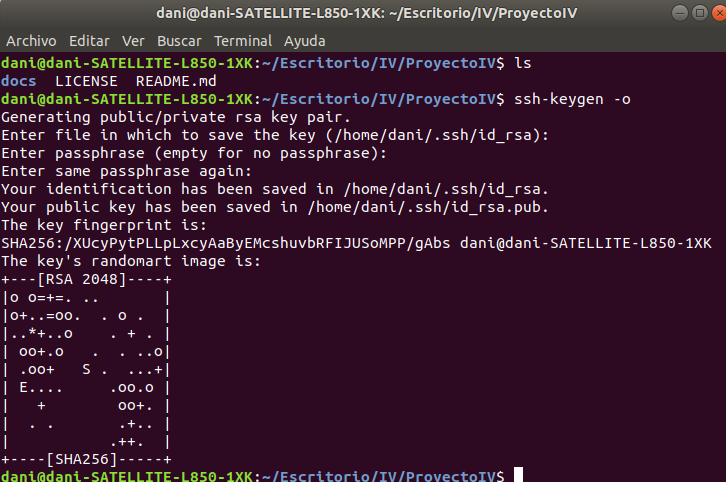 dani@dani-SATELLITE-L850-1XK: ~/Escritorio/IV/ProyectoIV
Archivo Editar Ver Buscar Terminal Ayuda
dani@dani-SATELLITE-L850-1XK:~/Escritorio/IV/ProyectoIV$ ls
docs  LICENSE  README.md
dani@dani-SATELLITE-L850-1XK:~/Escritorio/IV/ProyectoIV$ ssh-keygen -o
Generating public/private rsa key pair.
Enter file in which to save the key (/home/dani/.ssh/id_rsa):
Enter passphrase (empty for no passphrase):
Enter same passphrase again:
Your identification has been saved in /home/dani/.ssh/id_rsa.
Your public key has been saved in /home/dani/.ssh/id_rsa.pub.
The key fingerprint is:
SHA256:/XUcyPytPLLpLxcyAaByEMcshuvbRFIJUSoMPP/gAbs dani@dani-SATELLITE-L850-1XK
The key's randomart image is:
+---[RSA 2048]----+
|o o=+=. ..       |
|o+..=oo.  . o .  |
|..*+..o    . + . |
| oo+.o   .  . ..o|
| .oo+   S .  ...+|
| E....      .oo.o |
|   +        oo+. |
|  . .       .+.. |
|           .++.  |
+----[SHA256]-----+
dani@dani-SATELLITE-L850-1XK:~/Escritorio/IV/ProyectoIV$